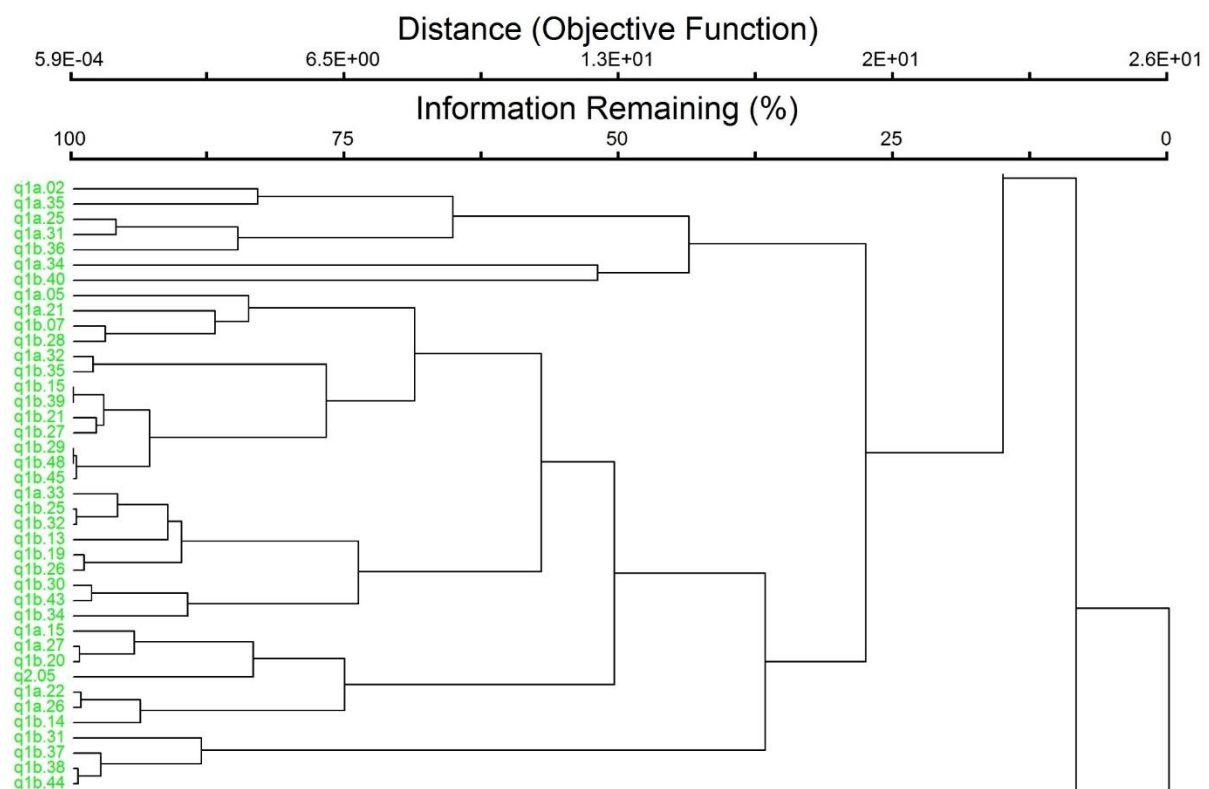 Distance (Objective Function)
5.9E-04 6.5E+00 1.3E+01 2E+01 2.6E+01
Information Remaining (%)
100 75 50 25 0
q1a.02
q1a.35
q1a.25
q1a.31
q1b.36
q1a.34
q1b.40
q1a.05
q1a.21
q1b.07
q1b.28
q1a.32
q1b.35
q1b.15
q1b.39
q1b.21
q1b.27
q1b.29
q1b.48
q1b.45
q1a.33
q1b.25
q1b.32
q1b.13
q1b.19
q1b.26
q1b.30
q1b.43
q1b.34
q1a.15
q1a.27
q1b.20
q2.05
q1a.22
q1a.26
q1b.14
q1b.31
q1b.37
q1b.38
q1b.44